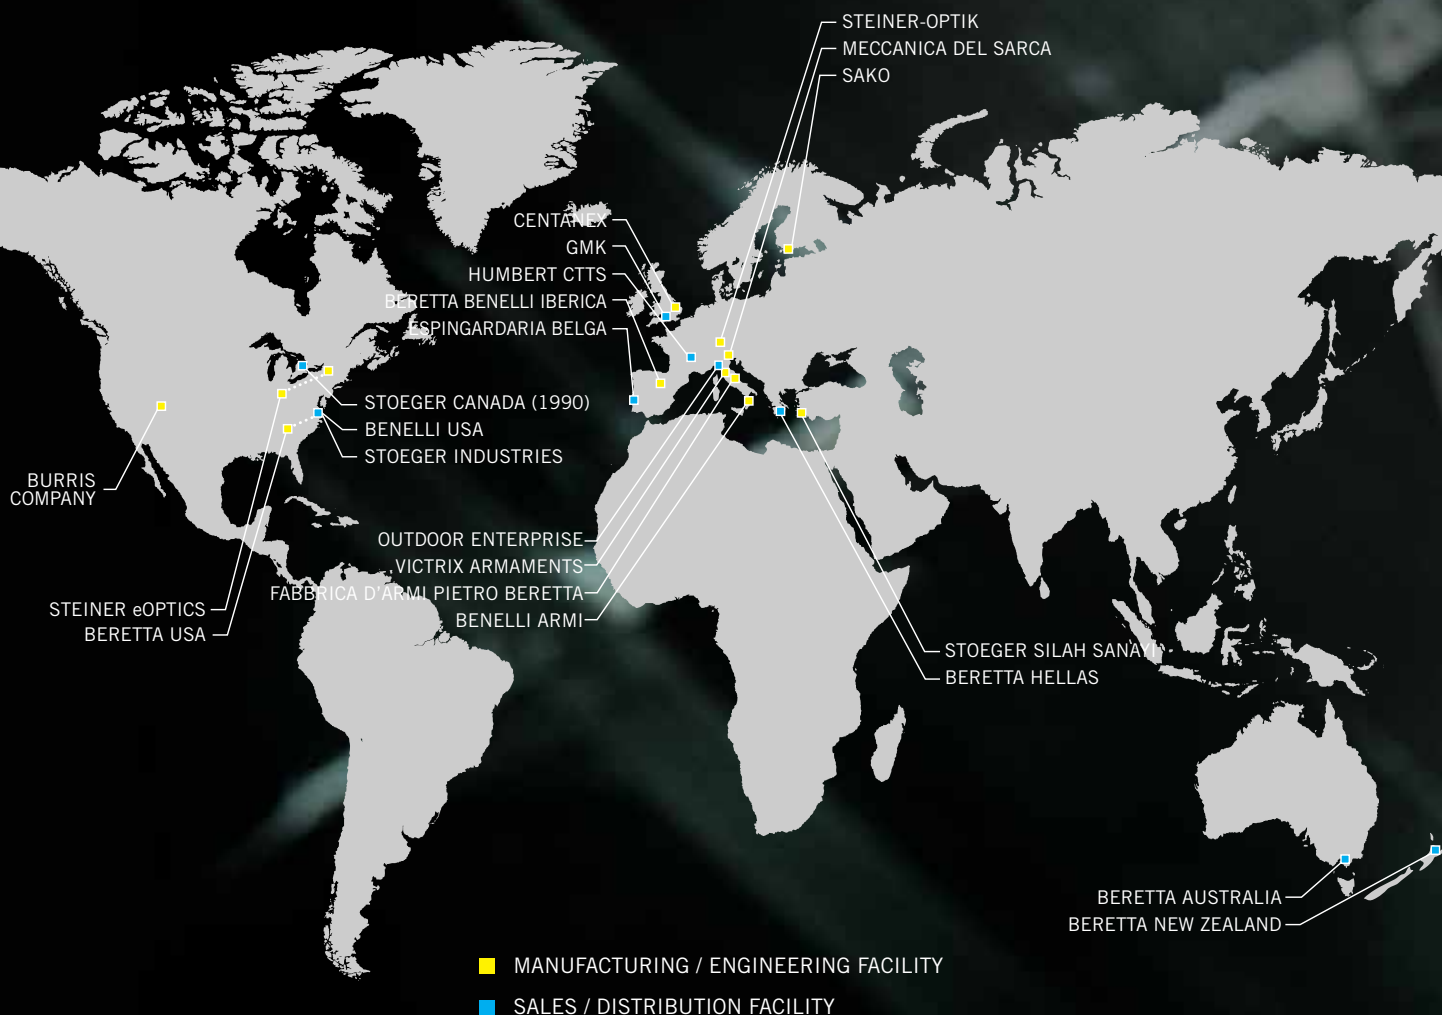 STEINER-OPTIK
MECCANICA DEL SARCA
SAKO
CENTANEX
GMK
HUMBERT CTTS
BERETTA BENELLI IBERICA
ESPINGARDARIA BELGA
STOEGER CANADA (1990)
BENELLI USA
STOEGER INDUSTRIES
BURRIS
COMPANY
OUTDOOR ENTERPRISE
VICTRIX ARMAMENTS
FABBRICA D'ARMI PIETRO BERETTA
BENELLI ARMI
STEINER eOPTICS
BERETTA USA
STOEGER SILAH SANAYI
BERETTA HELLAS
BERETTA AUSTRALIA
BERETTA NEW ZEALAND
MANUFACTURING / ENGINEERING FACILITY
SALES / DISTRIBUTION FACILITY